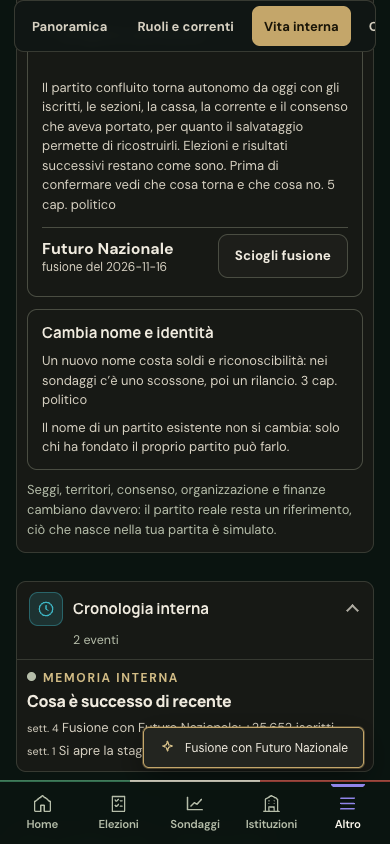 Panoramica Ruoli e correnti Vita interna
Il partito confluito torna autonomo da oggi con gli
iscritti, le sezioni, la cassa, la corrente e il consenso
che aveva portato, per quanto il salvataggio
permette di ricostruirli. Elezioni e risultati
successivi restano come sono. Prima di
confermare vedi che cosa torna e che cosa no. 5
cap. politico
Futuro Nazionale
fusione del 2026-11-16
Sciogli fusione
Cambia nome e identità
Un nuovo nome costa soldi e riconoscibilità: nei
sondaggi c'è uno scossone, poi un rilancio. 3 cap.
politico
Il nome di un partito esistente non si cambia: solo
chi ha fondato il proprio partito può farlo.
Seggi, territori, consenso, organizzazione e finanze
cambiano davvero: il partito reale resta un riferimento,
ciò che nasce nella tua partita è simulato.
Cronologia interna
2 eventi
MEMORIA INTERNA
Cosa è successo di recente
sett. 4 Fusione con Futuro Nazionale: +25.652 iscritti
sett. 1 Si apre la stag
Fusione con Futuro Nazionale
Home Elezioni Sondaggi Istituzioni Altro